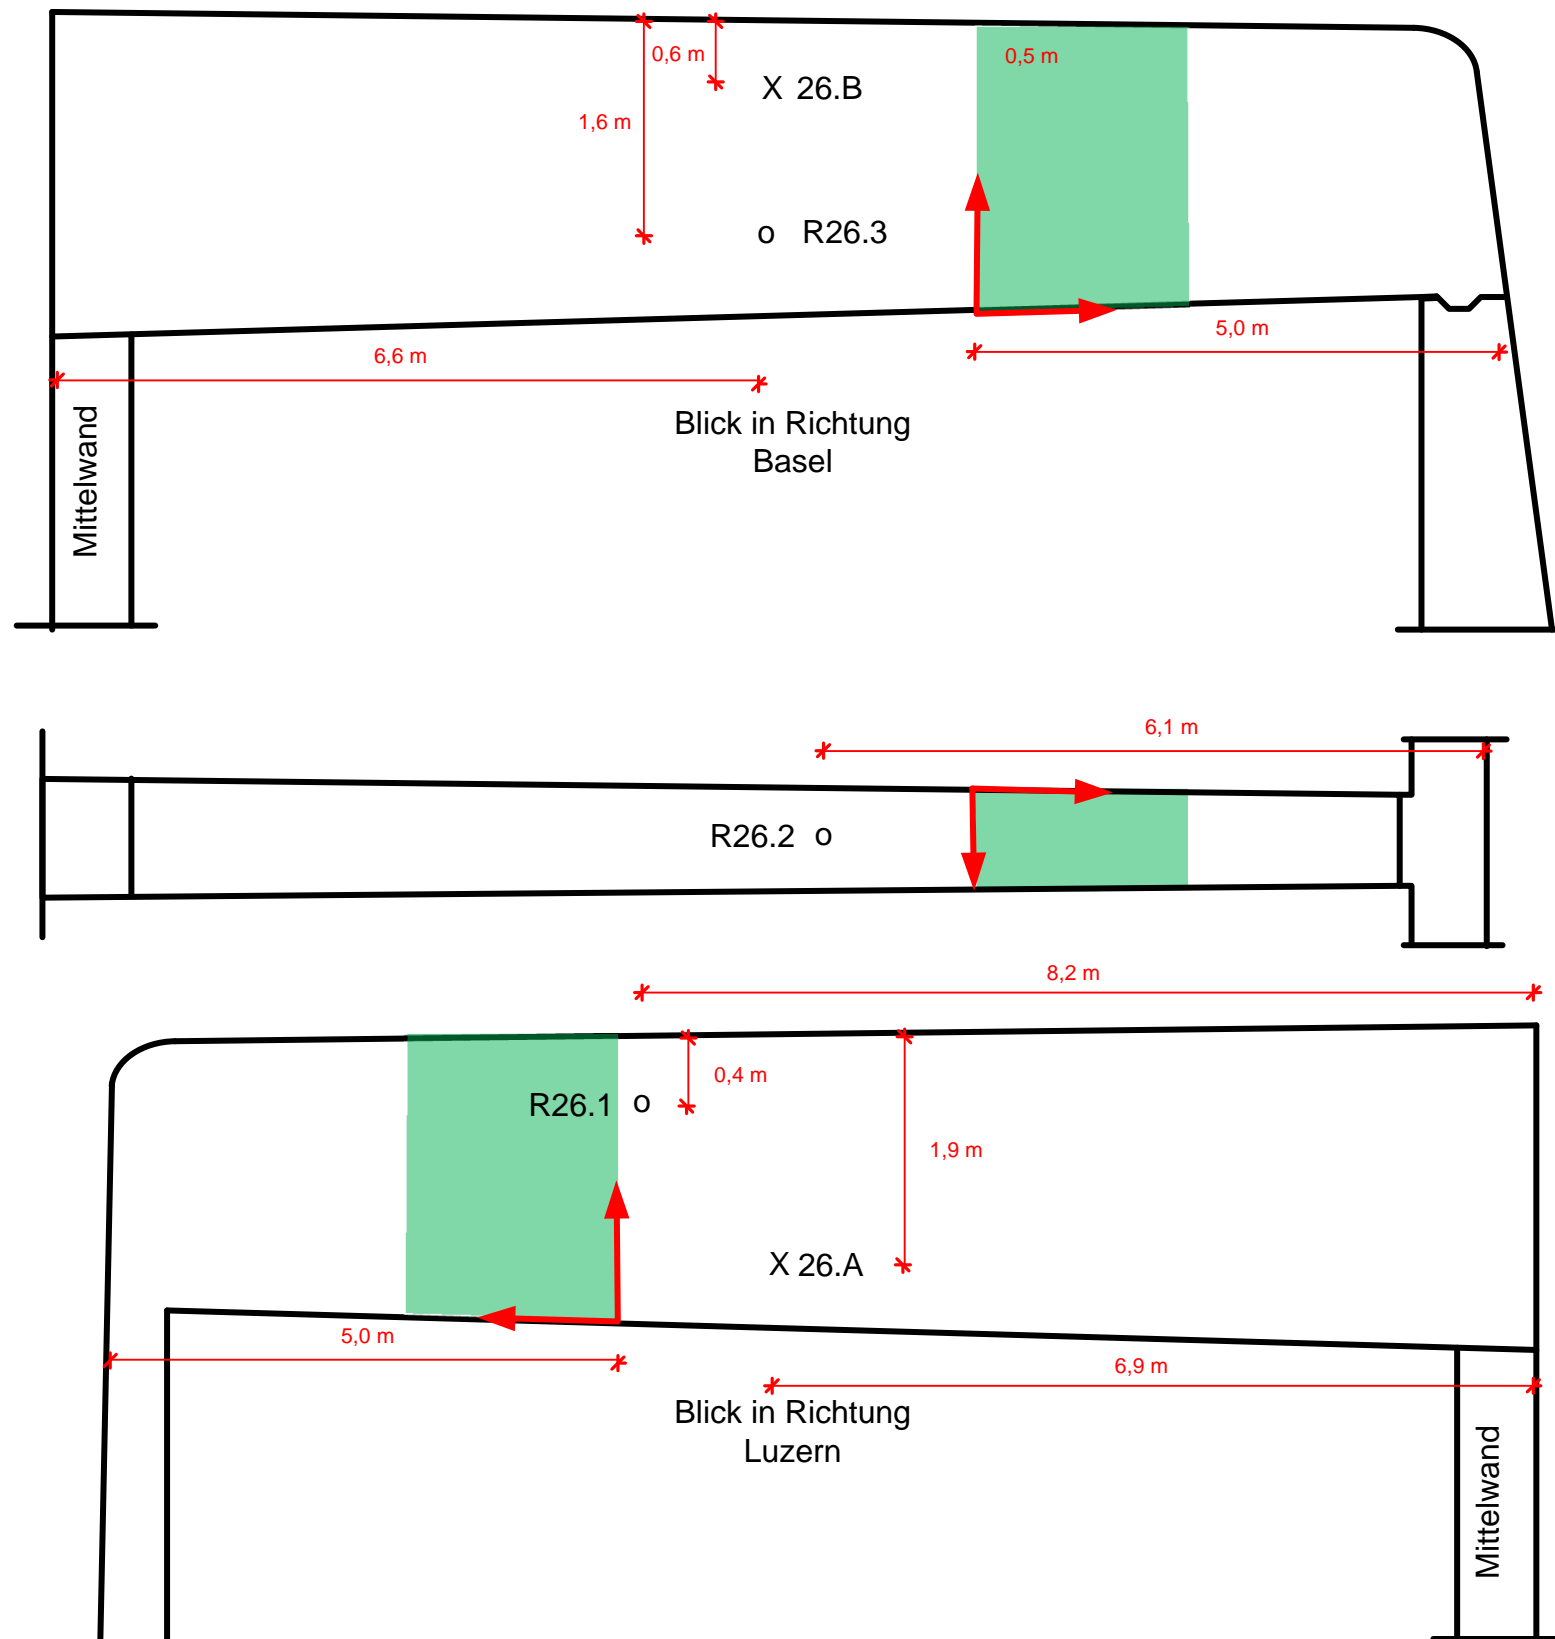 0,6 m
0,5 m
X 26.B
1,6 m
o R26.3
5,0 m
6,6 m
Mittelwand
Blick in Richtung
Basel
6,1 m
R26.2 o
8,2 m
0,4 m
R26.1 o
1,9 m
X 26.A
5,0 m
6,9 m
Blick in Richtung
Luzern
Mittelwand